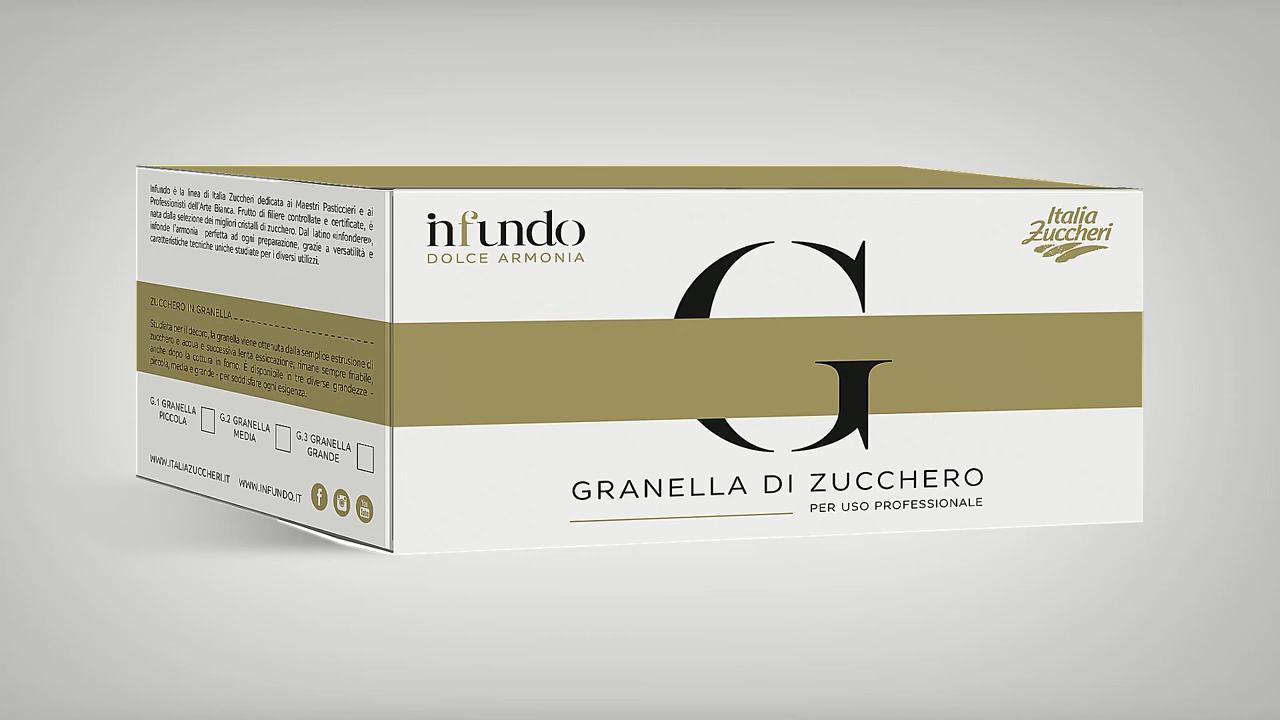 Infundo è la linea di Italia Zuccheri dedicata ai Maestri Pasticcieri e ai
Professionisti dell'Arte Bianca. Frutto di filiere controllate e certificate, è
nata dalla selezione dei migliori cristalli di zucchero. Dal latino «infondere»,
infonde l'armonia perfetta ad ogni preparazione, grazie a versatilità e
caratteristiche tecniche uniche studiate per i diversi utilizzi.
ZUCCHERO IN GRANELLA
Studiata per il decoro, la granella viene ottenuta dalla semplice estrusione di
zucchero e acqua e successiva lenta essiccazione; rimane sempre friabile,
anche dopo la cottura in forno. È disponibile in tre diverse grandezze -
piccola, media e grande - per soddisfare ogni esigenza.
G.1 GRANELLA
PICCOLA
G.2 GRANELLA
MEDIA
G.3 GRANELLA
GRANDE
WWW.ITALIAZUCCHERI.IT WWW.INFUNDO.IT
f
You
Tube
infundo
DOLCE ARMONIA
Italia
Zuccheri
G
GRANELLA DI ZUCCHERO
PER USO PROFESSIONALE